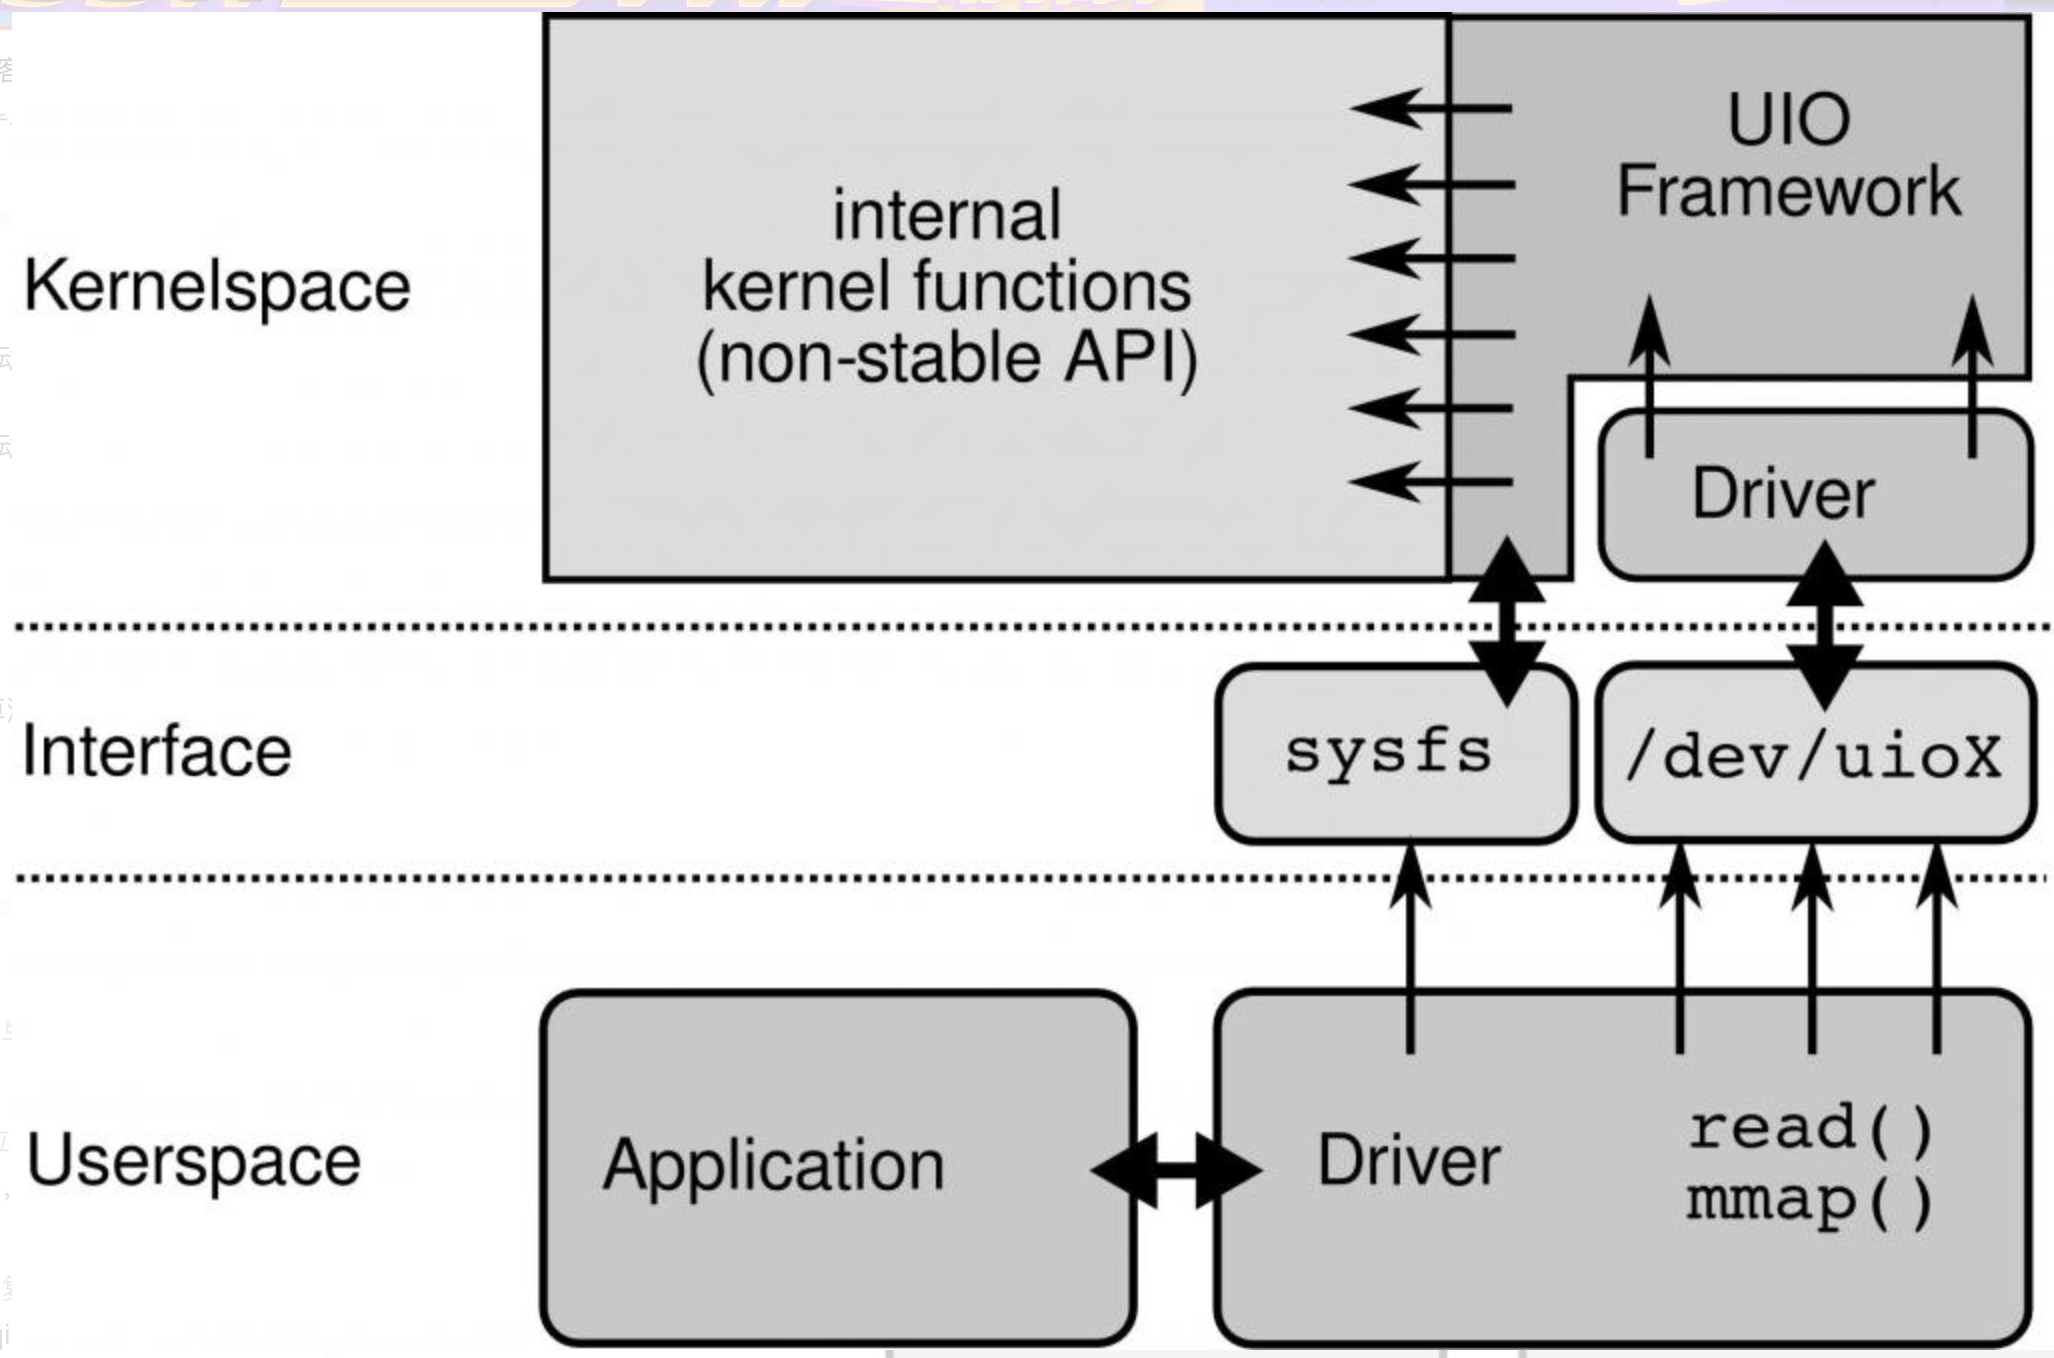 UIO
Framework
internal
kernel functions
(non-stable API)
Kernelspace
Driver
Interface
sysfs
/dev/uioX
Userspace
Application
Driver
read()
mmap()